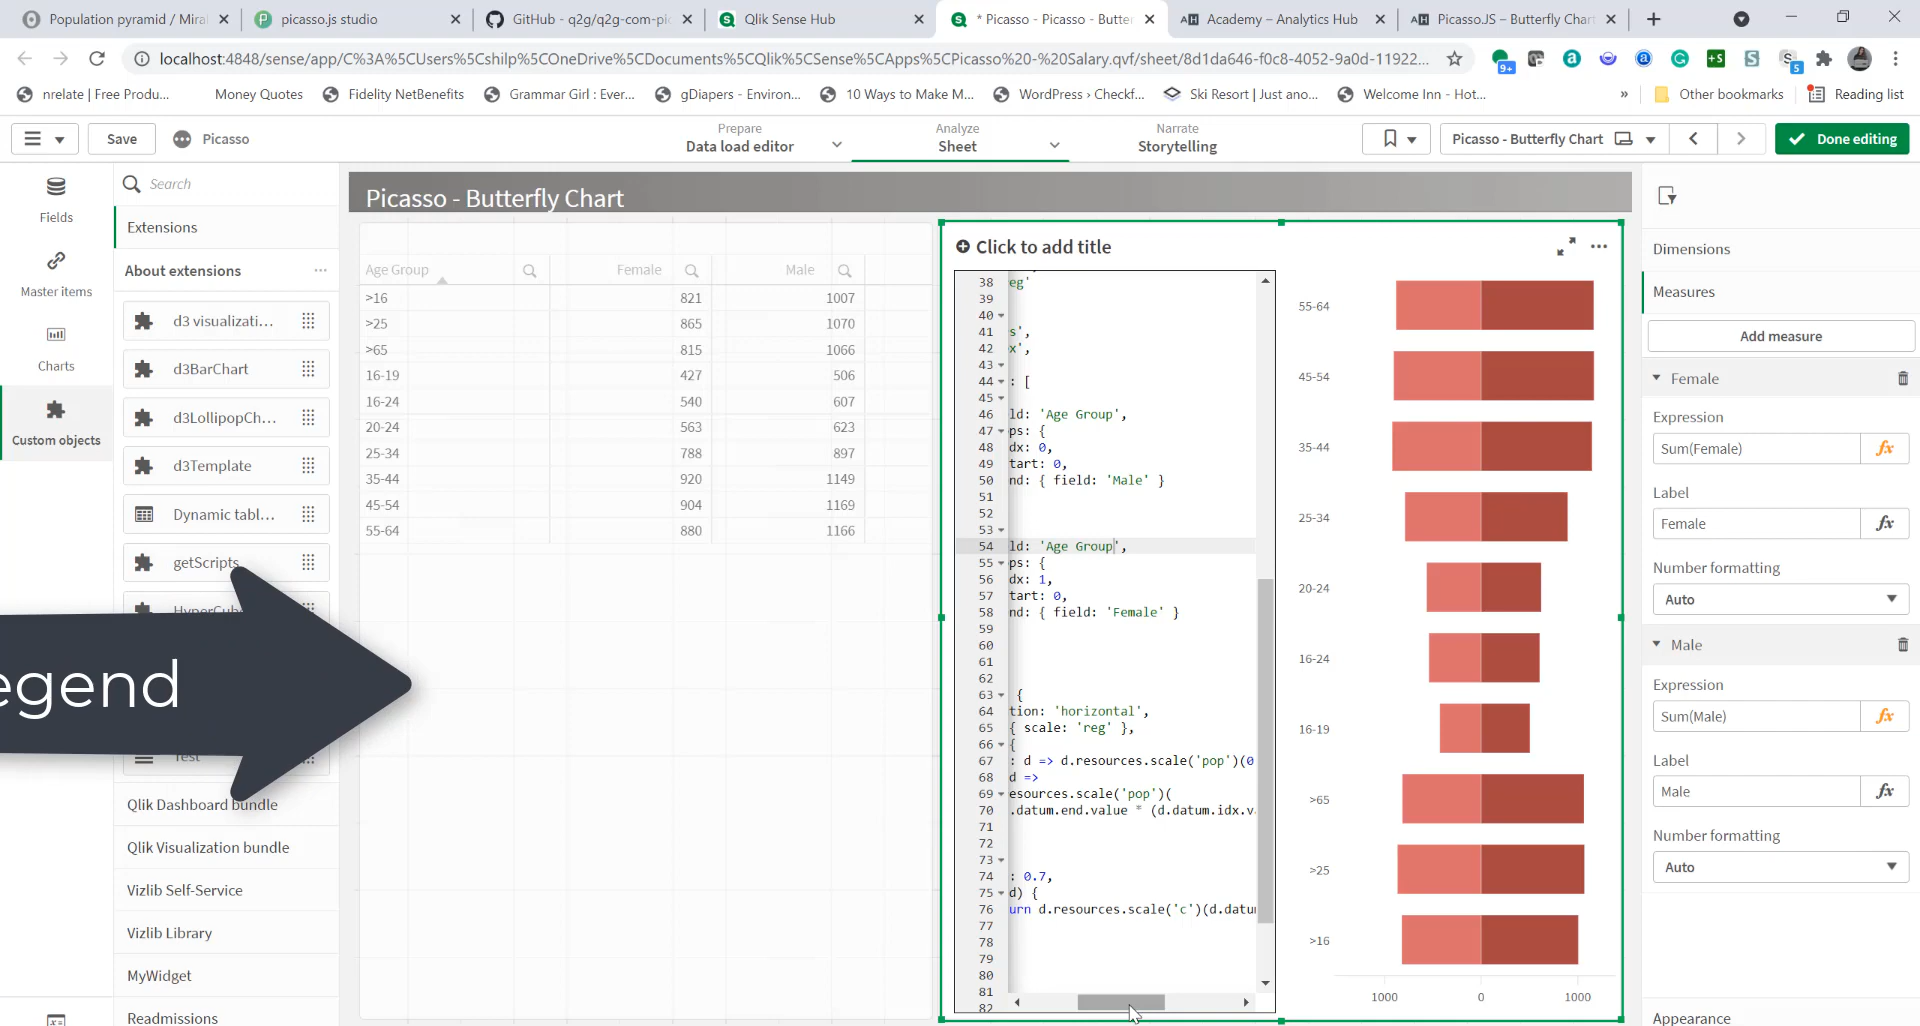 Population pyramid / Miral
picasso.js studio
GitHub - q2g/q2g-com-pic
Qlik Sense Hub
* Picasso - Picasso - Butter
Academy – Analytics Hub
PicassoJS – Butterfly Chart
localhost:4848/sense/app/C%3A%5CUsers%5Cshilp%5COneDrive%5CDocuments%5CQlik%5CSense%5CApps%5CPicasso%20-%20Salary.qvf/sheet/8d1da646-f0c8-4052-9a0d-11922...
9+
5
nrelate | Free Produ...
Money Quotes
Fidelity NetBenefits
Grammar Girl : Ever...
gDiapers - Environ...
10 Ways to Make M...
WordPress › Checkf...
Ski Resort | Just ano...
Welcome Inn - Hot...
»
Other bookmarks
Reading list
Save
Picasso
Prepare
Data load editor
Analyze
Sheet
Narrate
Storytelling
Picasso - Butterfly Chart
Done editing
Fields
Master items
Charts
Custom objects
Search
Extensions
About extensions
d3 visualizati...
d3BarChart
d3LollipopCh...
d3Template
Dynamic tabl...
getScripts
HyperCub
egend
Test
Qlik Dashboard bundle
Qlik Visualization bundle
Vizlib Self-Service
Vizlib Library
MyWidget
Readmissions
Picasso - Butterfly Chart
Age Group Female Male
>16 821 1007
>25 865 1070
>65 815 1066
16-19 427 506
16-24 540 607
20-24 563 623
25-34 788 897
35-44 920 1149
45-54 904 1169
55-64 880 1166
Click to add title
38 eg'
39
40
41 s',
42 ox',
43
44 : [
45
46 ld: 'Age Group',
47 ps: {
48 dx: 0,
49 tart: 0,
50 nd: { field: 'Male' }
51
52
53
54 ld: 'Age Group',
55 ps: {
56 dx: 1,
57 tart: 0,
58 nd: { field: 'Female' }
59
60
61
62
63 {
64 tion: 'horizontal',
65 { scale: 'reg' },
66 {
67 : d => d.resources.scale('pop')(0
68 d =>
69 esources.scale('pop')(
70 .datum.end.value * (d.datum.idx.v
71
72
73
74 : 0.7,
75 d) {
76 urn d.resources.scale('c')(d.datu
77
78
79
80
81
82
55-64
45-54
35-44
25-34
20-24
16-24
16-19
>65
>25
>16
1000 0 1000
Dimensions
Measures
Add measure
Female
Expression
Sum(Female)
fx
Label
Female
fx
Number formatting
Auto
Male
Expression
Sum(Male)
fx
Label
Male
fx
Number formatting
Auto
Appearance